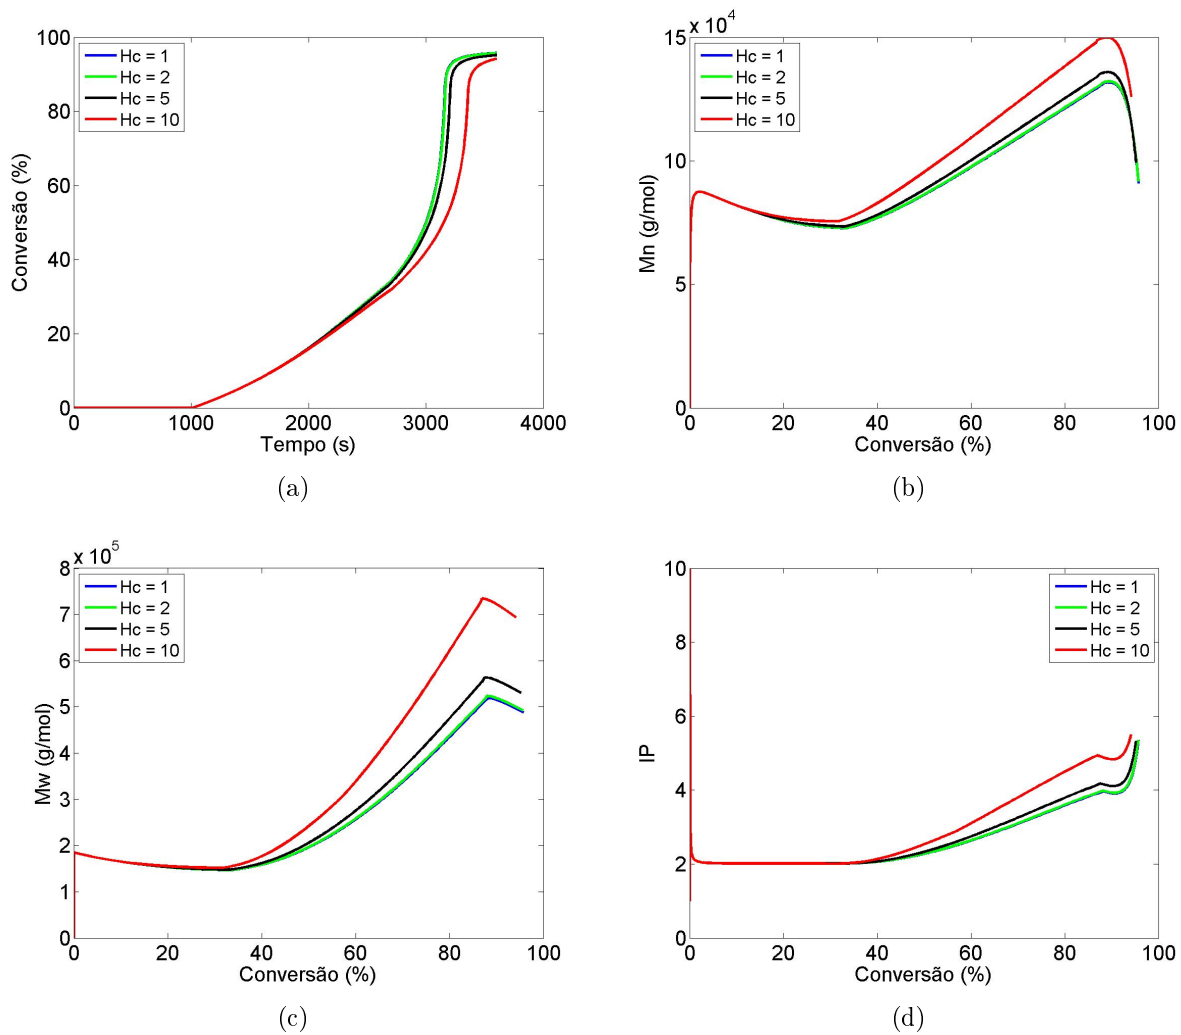 100
80
60
40
20
0
Conversão (%)
Hc = 1
Hc = 2
Hc = 5
Hc = 10
0 1000 2000 3000 4000
Tempo (s)
(a)
x 10^4
15
10
5
0
Mn (g/mol)
Hc = 1
Hc = 2
Hc = 5
Hc = 10
0 20 40 60 80 100
Conversão (%)
(b)
x 10^5
8
7
6
5
4
3
2
1
0
Mw (g/mol)
Hc = 1
Hc = 2
Hc = 5
Hc = 10
0 20 40 60 80 100
Conversão (%)
(c)
10
8
6
4
2
0
IP
Hc = 1
Hc = 2
Hc = 5
Hc = 10
0 20 40 60 80 100
Conversão (%)
(d)